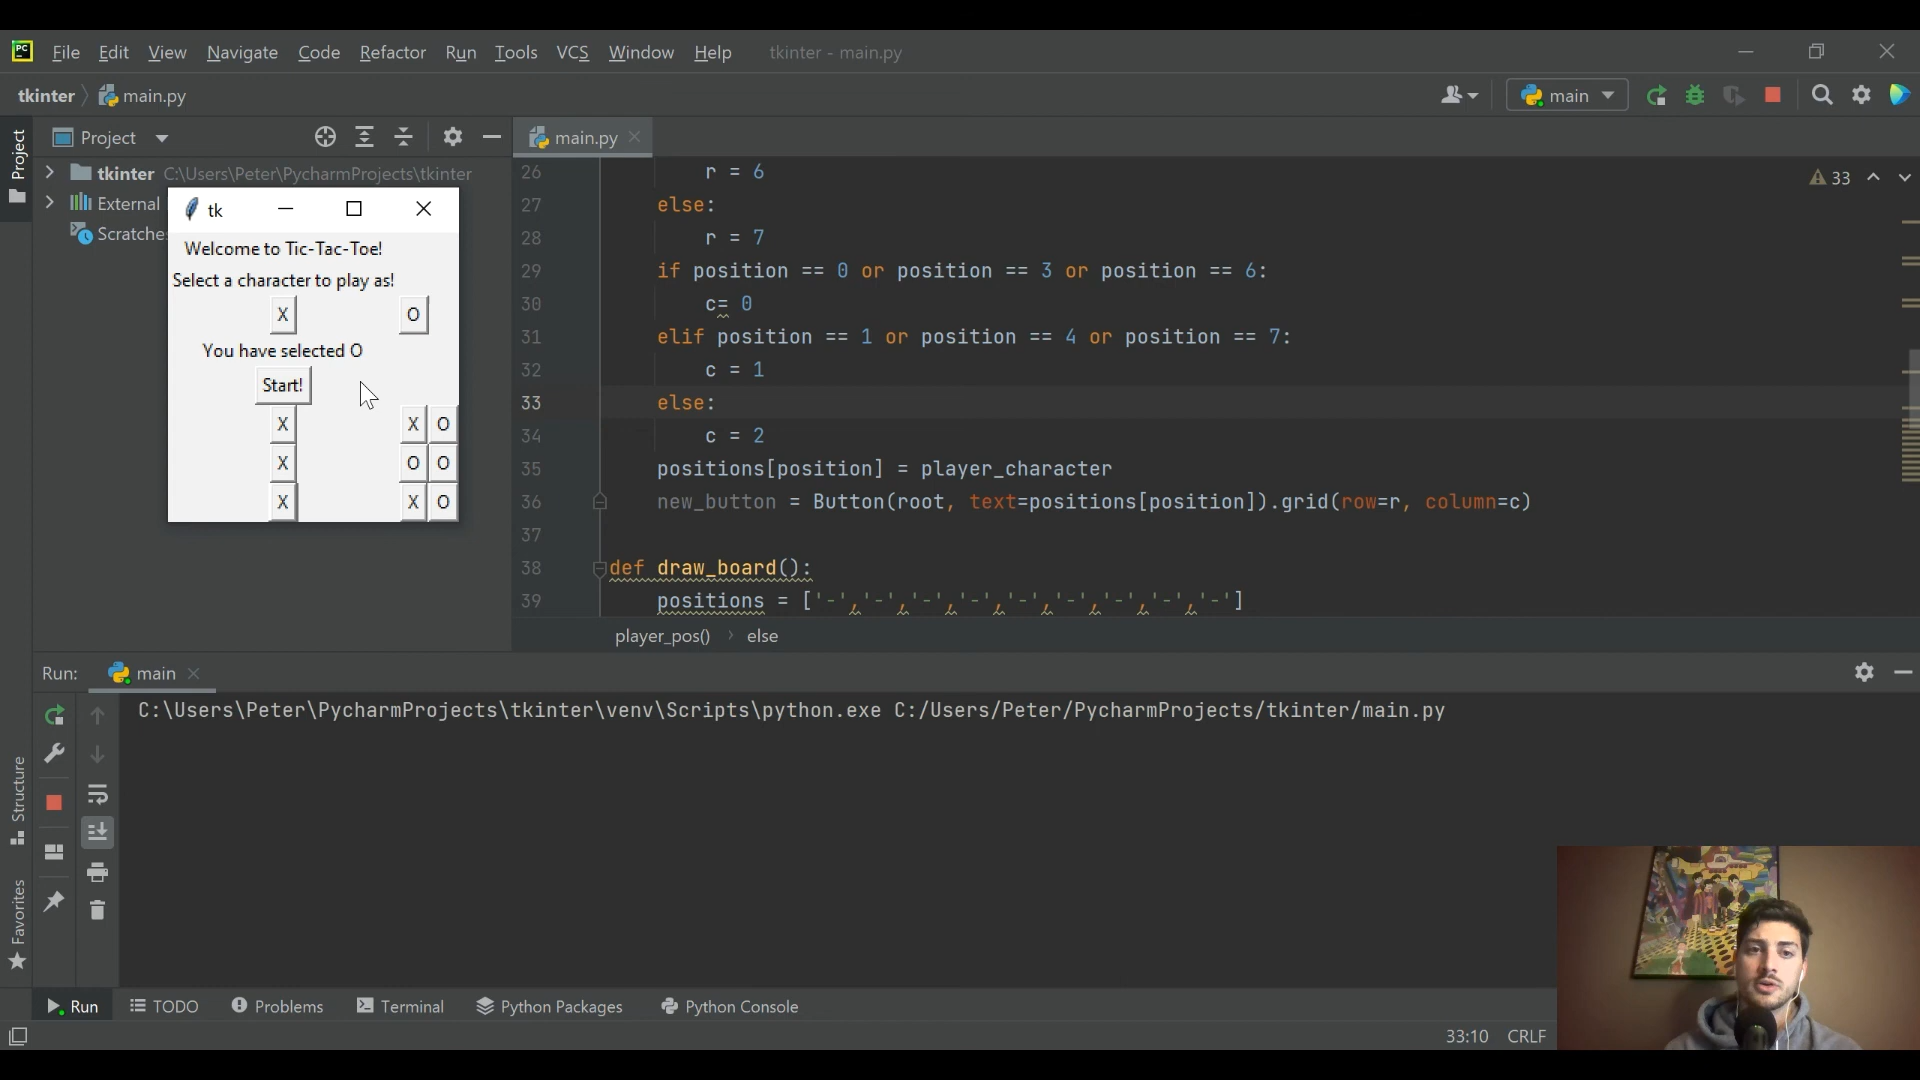 PC File Edit View Navigate Code Refactor Run Tools VCS Window Help tkinter - main.py
tkinter main.py main
Project Project main.py
tkinter C:\Users\Peter\PycharmProjects\tkinter
External
Scratche
tk
Welcome to Tic-Tac-Toe!
Select a character to play as!
X O
You have selected O
Start!
X X O
X O O
X X O
33
26 r = 6
27 else:
28 r = 7
29 if position == 0 or position == 3 or position == 6:
30 c= 0
31 elif position == 1 or position == 4 or position == 7:
32 c = 1
33 else:
34 c = 2
35 positions[position] = player_character
36 new_button = Button(root, text=positions[position]).grid(row=r, column=c)
37
38 def draw_board():
39 positions = ['-','-','-','-','-','-','-','-','-']
player_pos() else
Run: main
C:\Users\Peter\PycharmProjects\tkinter\venv\Scripts\python.exe C:/Users/Peter/PycharmProjects/tkinter/main.py
Structure
Favorites
Run TODO Problems Terminal Python Packages Python Console
33:10 CRLF